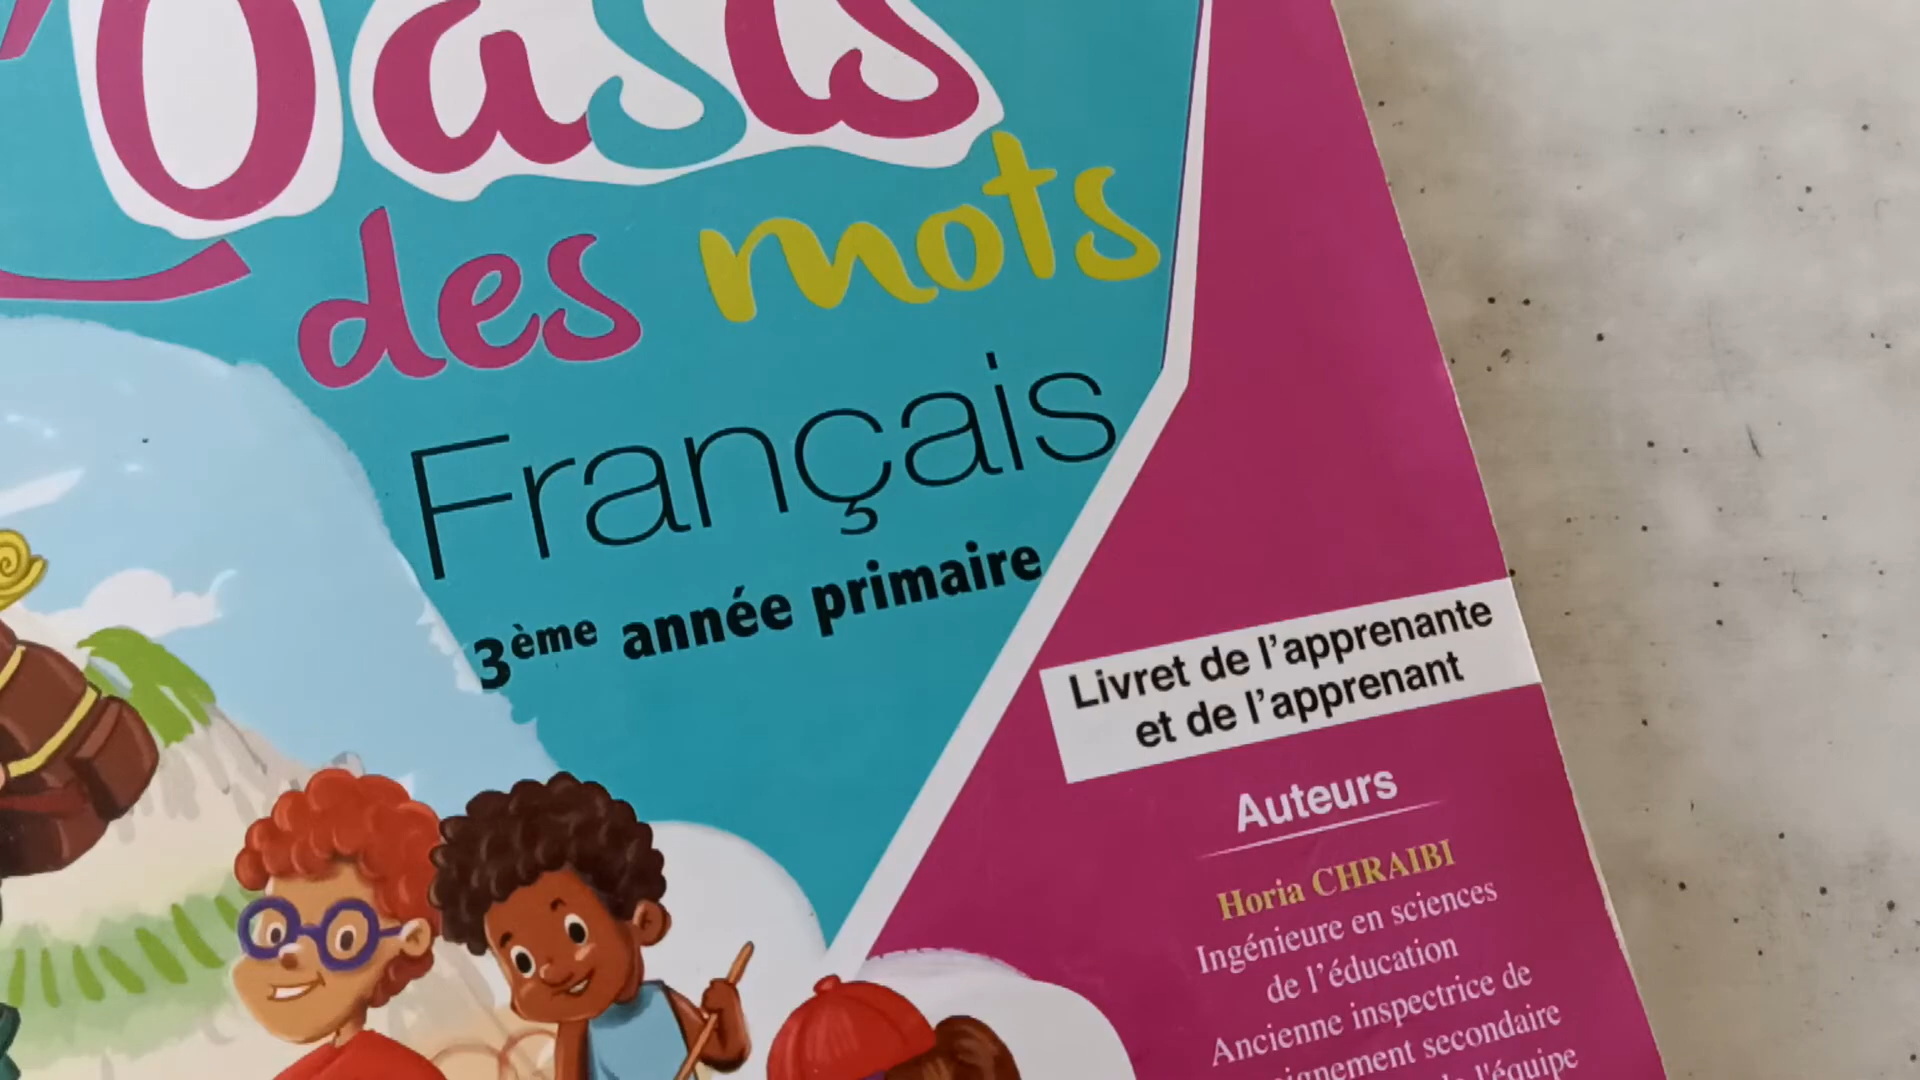 l'Oasis
des mots
Français
3ème année primaire
Livret de l'apprenante
et de l'apprenant
Auteurs
Horia CHRAIBI
Ingénieure en sciences
de l'éducation
Ancienne inspectrice de
secondaire
l'équipe